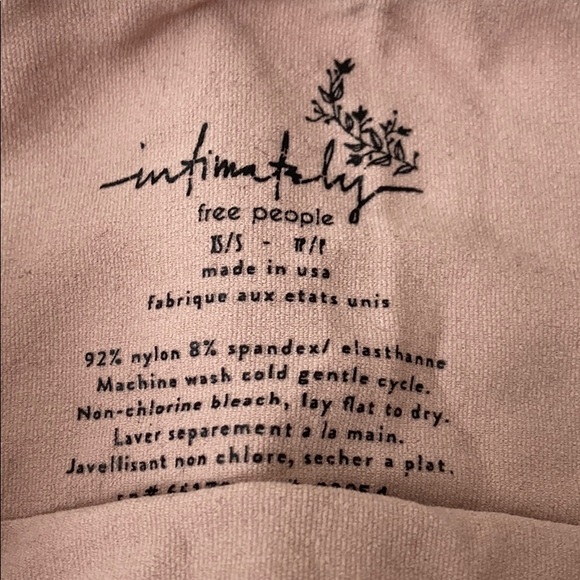 intimately
free people
XS/S - TP/P
made in usa
fabrique aux etats unis
92% nylon 8% spandex/ elasthanne
Machine wash cold gentle cycle.
Non-chlorine bleach, lay flat to dry.
Laver separement a la main.
Javellisant non chlore, secher a plat.